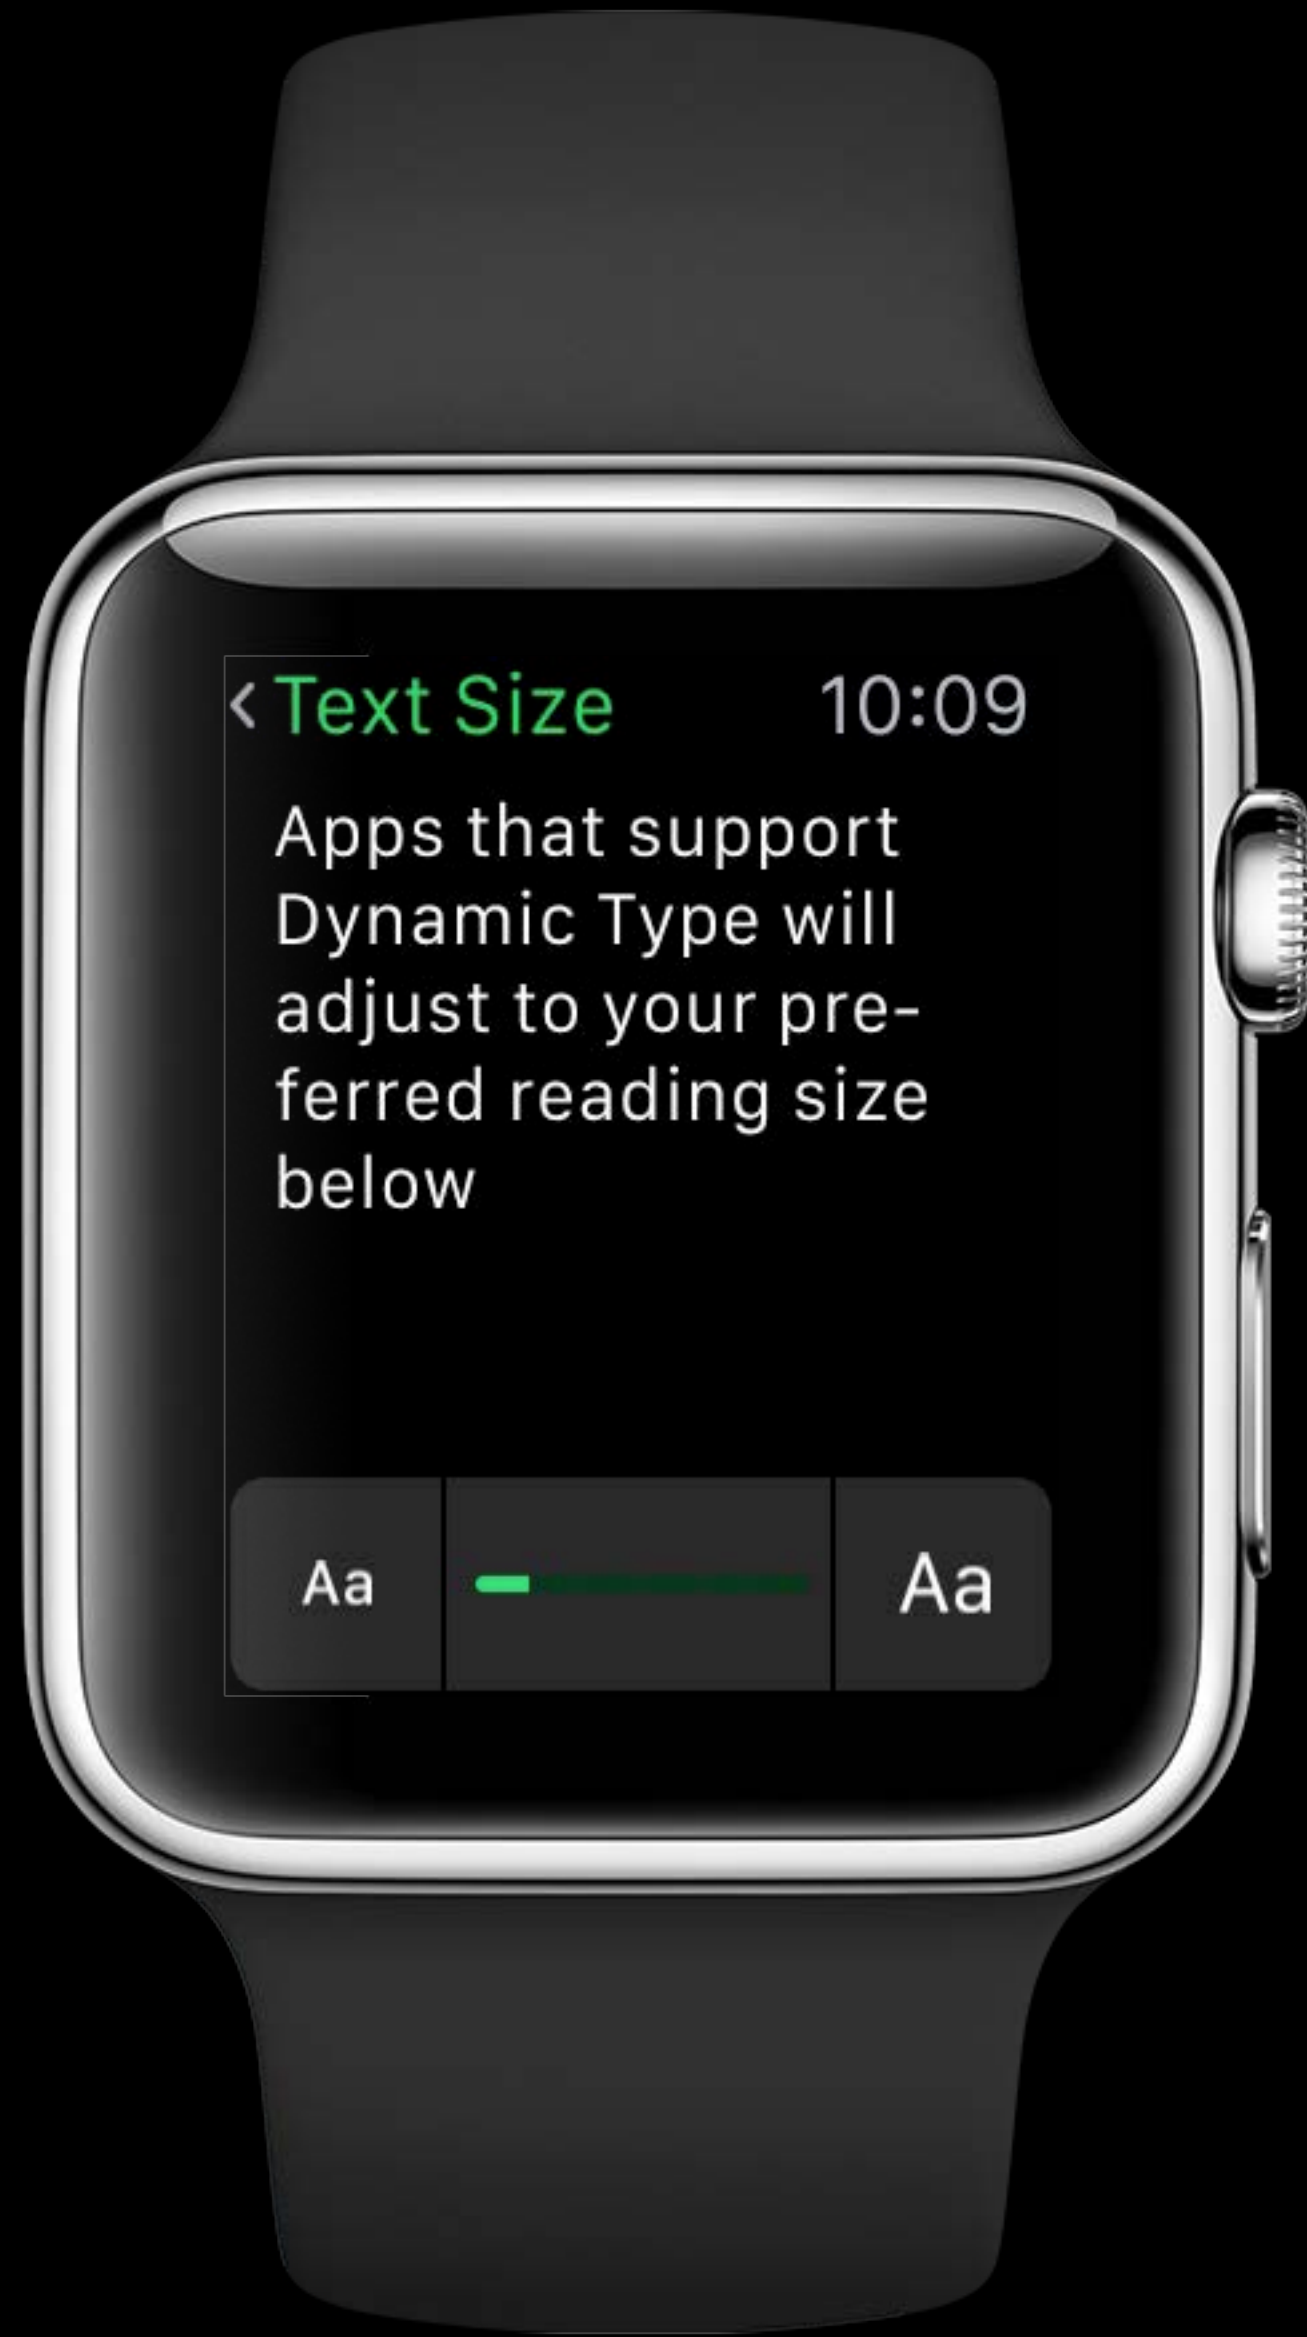 Text Size 10:09
Apps that support
Dynamic Type will
adjust to your pre-
ferred reading size
below
Aa Aa